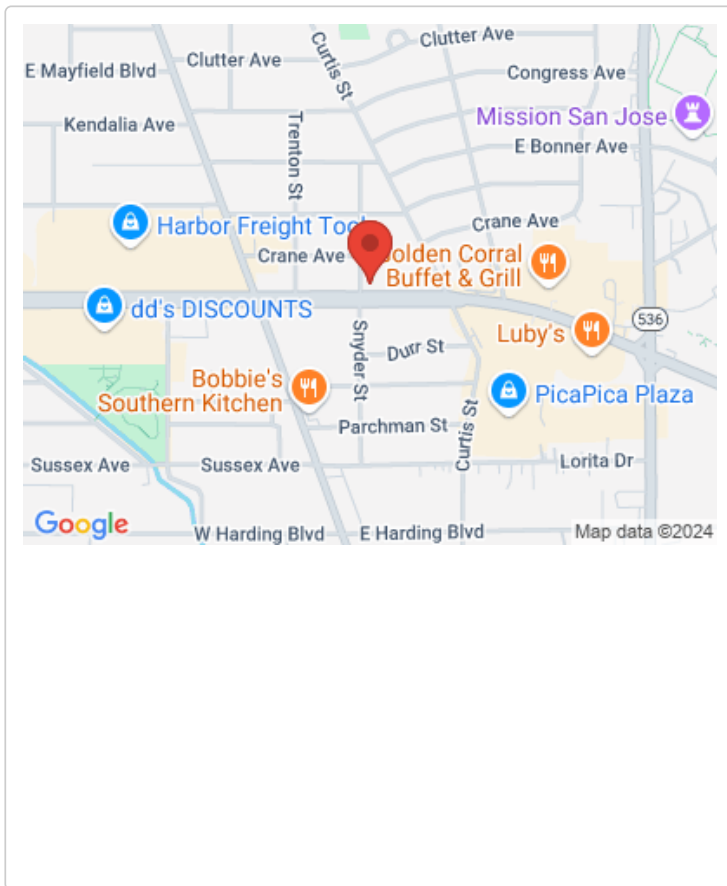 Clutter Ave
E Mayfield Blvd
Clutter Ave
Curtis St
Congress Ave
Mission San Jose
Kendalia Ave
Trenton St
E Bonner Ave
Harbor Freight
Crane Ave
Crane Ave
Golden Corral
Buffet & Grill
dd's DISCOUNTS
536
Luby's
Snyder St
Durr St
Bobbie's
Southern Kitchen
PicaPica Plaza
Parchman St
Curtis St
Sussex Ave
Sussex Ave
Lorita Dr
Google
W Harding Blvd
E Harding Blvd
Map data ©2024